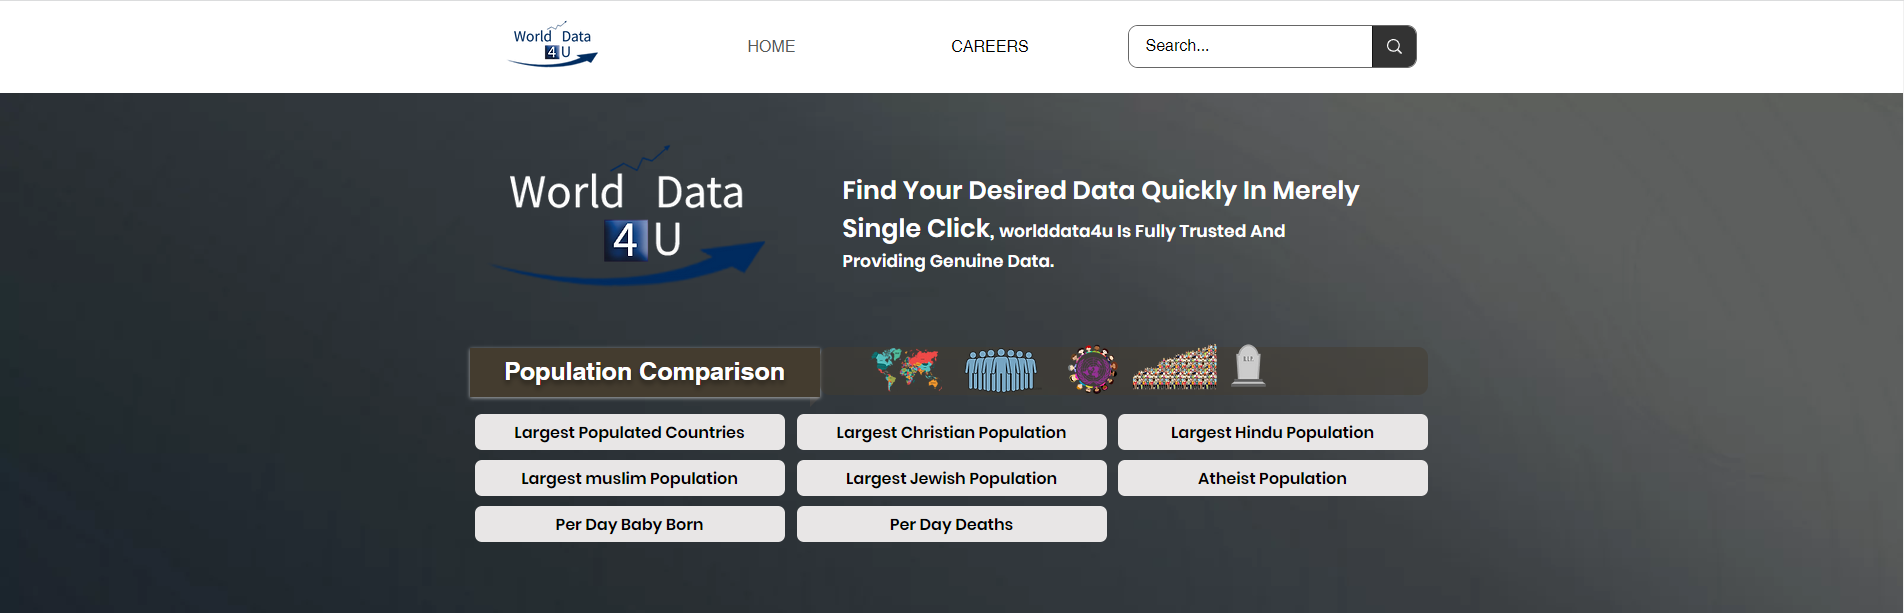 World Data
4 U
HOME
CAREERS
Search...
World Data
4 U
Find Your Desired Data Quickly In Merely
Single Click, worlddata4u Is Fully Trusted And
Providing Genuine Data.
Population Comparison
R.I.P.
Largest Populated Countries
Largest Christian Population
Largest Hindu Population
Largest muslim Population
Largest Jewish Population
Atheist Population
Per Day Baby Born
Per Day Deaths